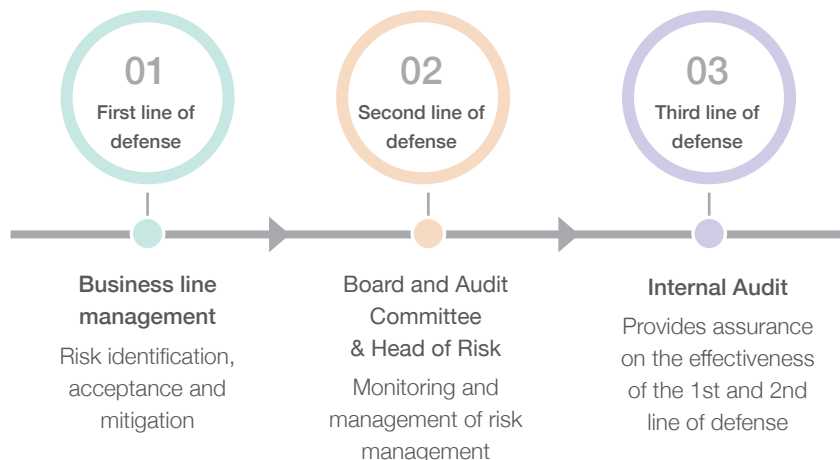 01
First line of
defense
02
Second line of
defense
03
Third line of
defense
Business line
management
Risk identification,
acceptance and
mitigation
Board and Audit
Committee
& Head of Risk
Monitoring and
management of risk
management
Internal Audit
Provides assurance
on the effectiveness
of the 1st and 2nd
line of defense